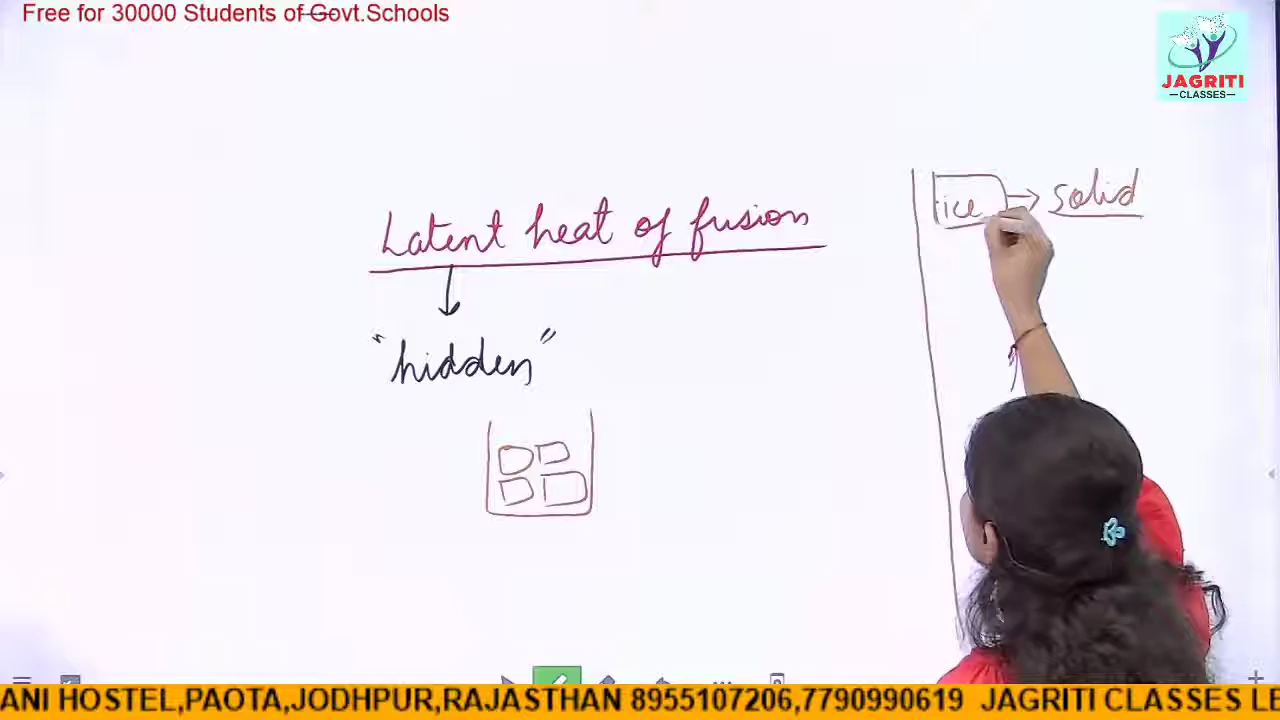 Free for 30000 Students of Govt.Schools
JAGRITI
—CLASSES—
ice → solid
Latent heat of fusion
"hidden"
ANI HOSTEL,PAOTA,JODHPUR,RAJASTHAN 8955107206,7790990619 JAGRITI CLASSES LE